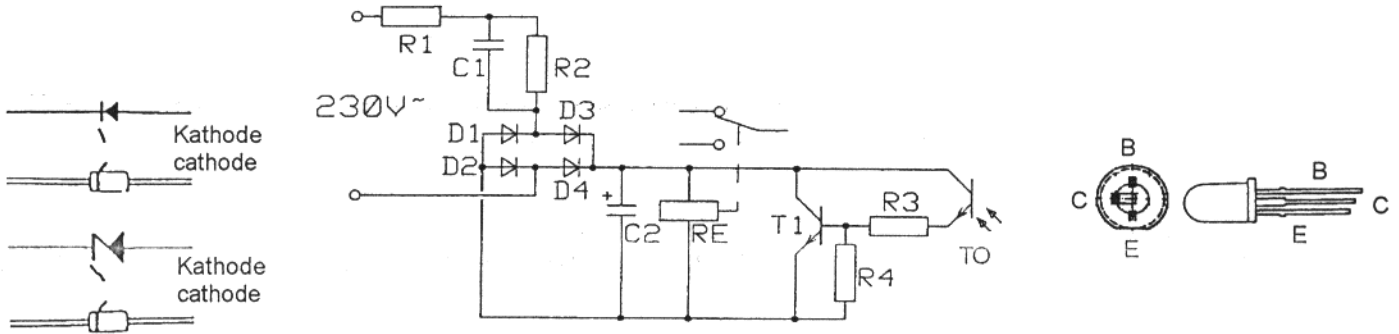 Kathode
cathode
Kathode
cathode
R1
C1
R2
230V~
D1
D3
D2
D4
+
C2
RE
T1
R3
R4
TO
B
C
E
B
C
E